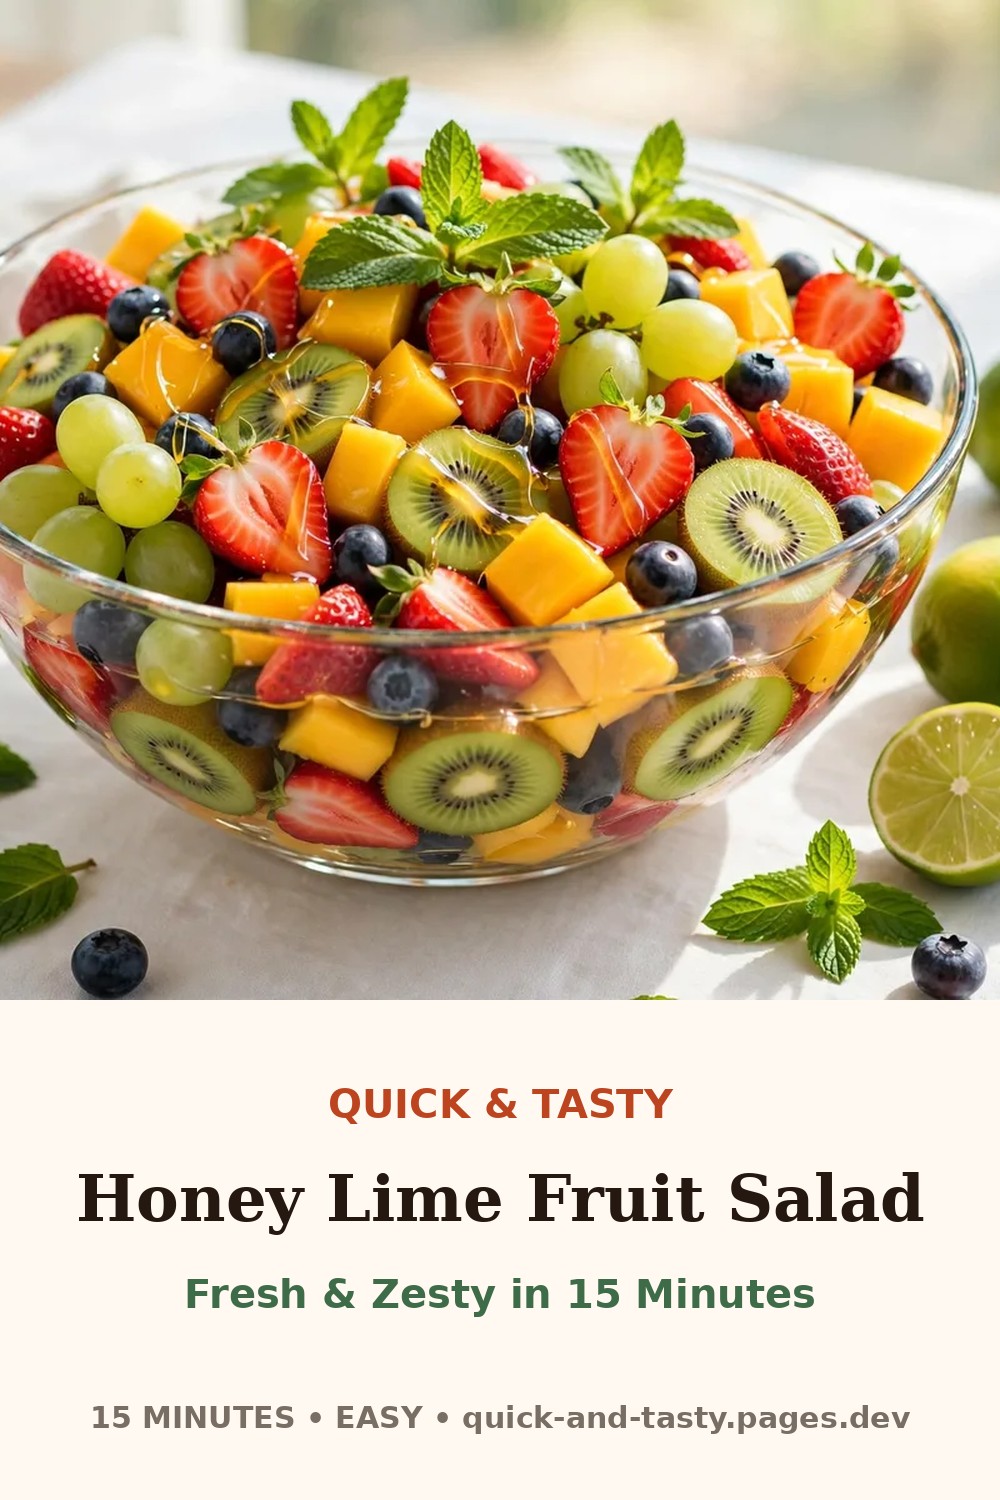 QUICK & TASTY
Honey Lime Fruit Salad
Fresh & Zesty in 15 Minutes
15 MINUTES • EASY • quick-and-tasty.pages.dev